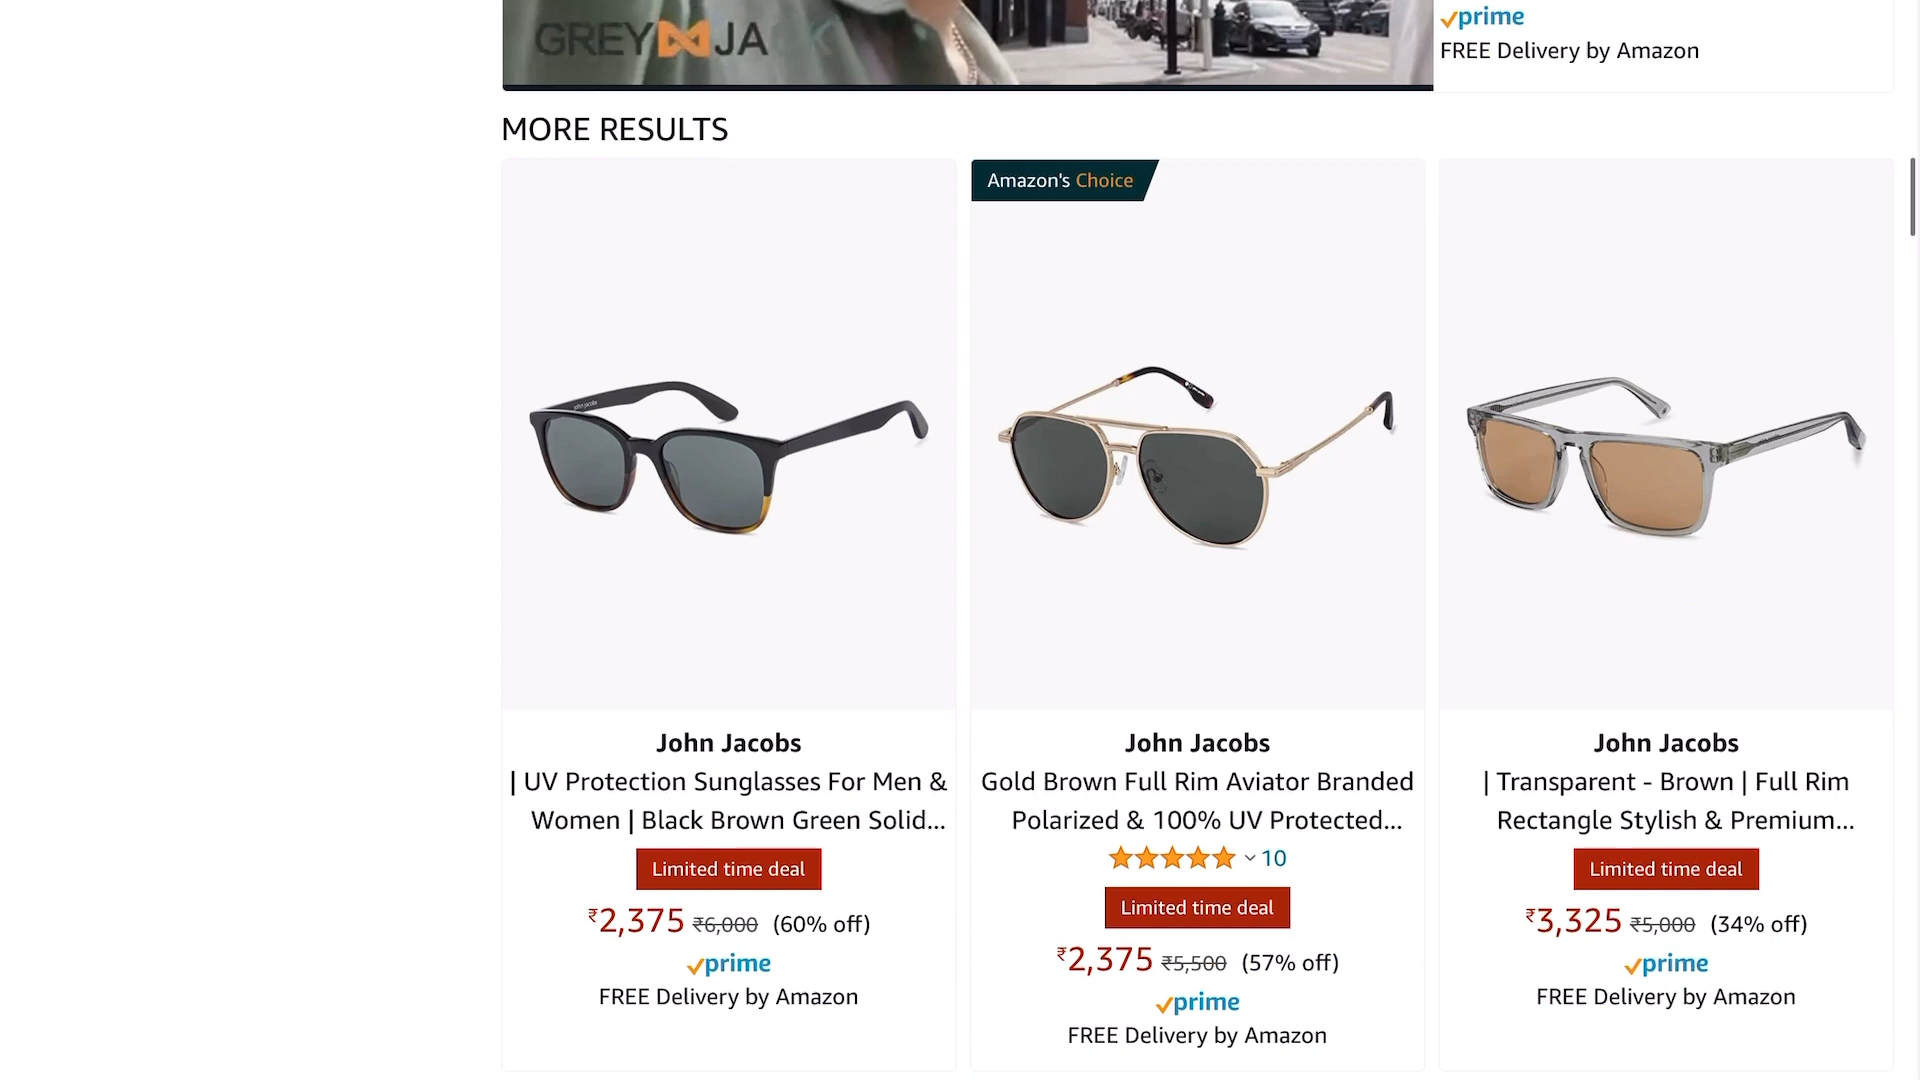 GREY JA K
prime
FREE Delivery by Amazon
MORE RESULTS
Amazon's Choice
John Jacobs
| UV Protection Sunglasses For Men &
Women | Black Brown Green Solid...
Limited time deal
₹2,375 ₹6,000 (60% off)
prime
FREE Delivery by Amazon
John Jacobs
Gold Brown Full Rim Aviator Branded
Polarized & 100% UV Protected...
10
Limited time deal
₹2,375 ₹5,500 (57% off)
prime
FREE Delivery by Amazon
John Jacobs
| Transparent - Brown | Full Rim
Rectangle Stylish & Premium...
Limited time deal
₹3,325 ₹5,000 (34% off)
prime
FREE Delivery by Amazon